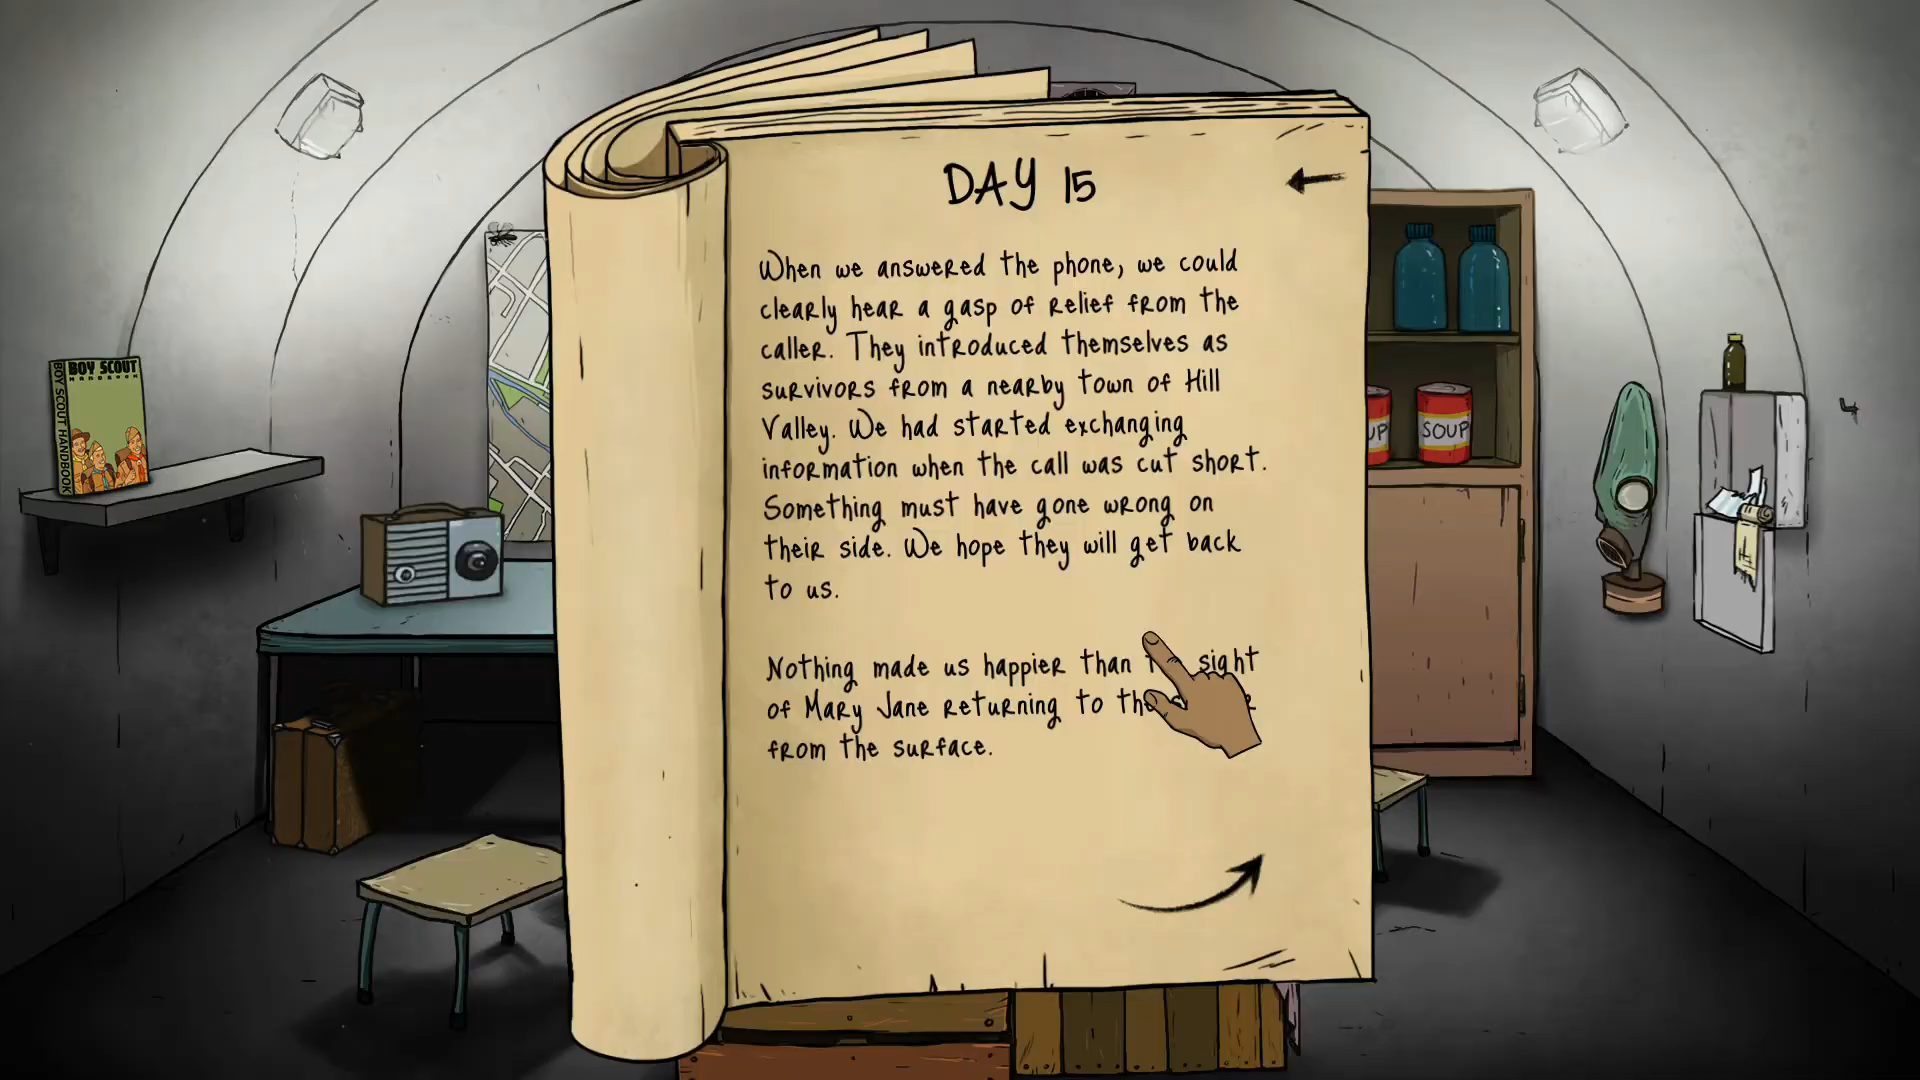 DAY 15
When we answered the phone, we could
clearly hear a gasp of relief from the
caller. They introduced themselves as
survivors from a nearby town of Hill
Valley. We had started exchanging
information when the call was cut short.
Something must have gone wrong on
their side. We hope they will get back
to us.
Nothing made us happier than sight
of Mary Jane returning to
from the surface.
BOY SCOUT
HANDBOOK
BOY SCOUT HANDBOOK
UP
SOUP